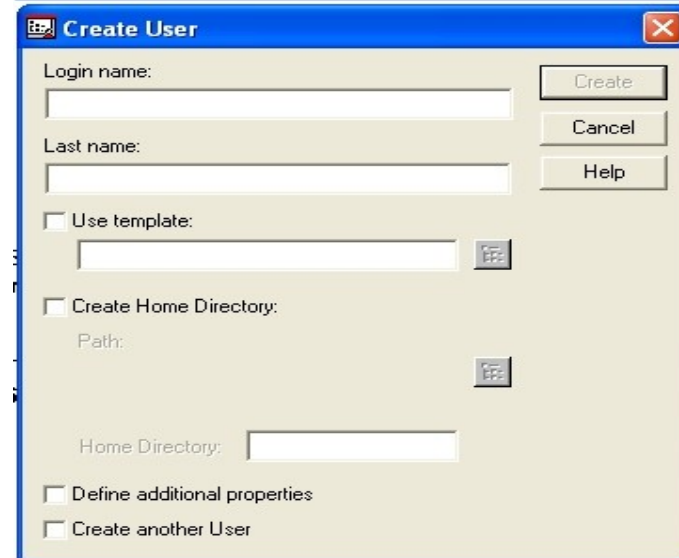 Create User
Login name:
Create
Cancel
Last name:
Help
Use template:
Create Home Directory:
Path:
Home Directory:
Define additional properties
Create another User